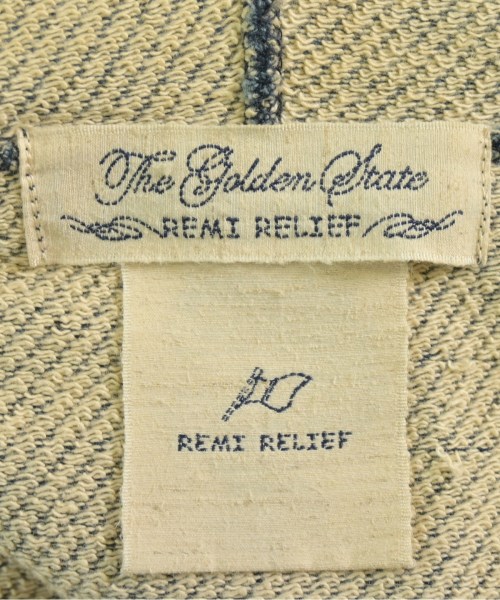 The Golden State
REMI RELIEF
REMI RELIEF